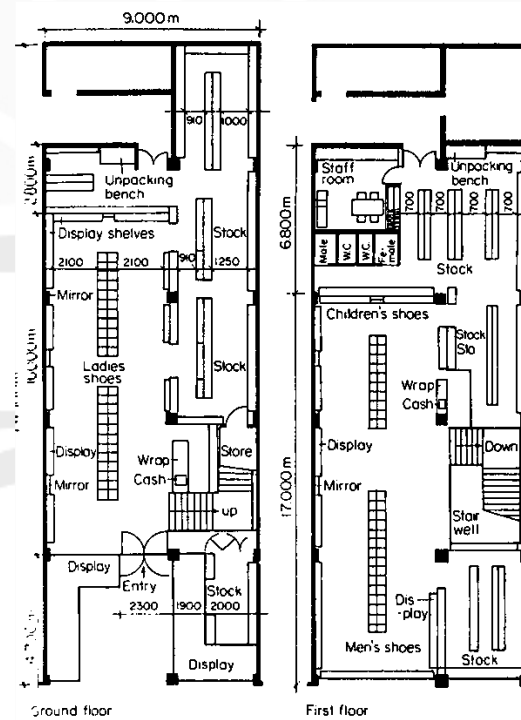 9.000m
910
1000
Unpacking
bench
Display shelves
Stock
2100
2100
910
1250
Mirror
Ladies
shoes
Stock
Display
Wrap
Store
Mirror
Cash
up
Display
Entry
Stock
2300
1900
2000
Display
Ground floor
6.800m
17.000m
Staff
room
Unpacking
bench
700
700
700
700
Male
W.C.
W.C.
Fe-
male
Stock
Children's shoes
Stock
Sto
Wrap
Cash
Display
Down
Mirror
Stair
well
Dis-
-play
Men's shoes
Stock
First floor